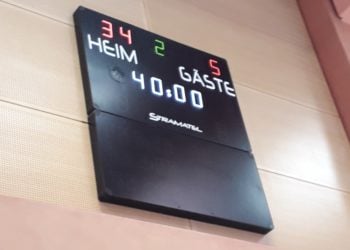 34 2 5
HEIM GÄSTE
40:00
STRAMATEL